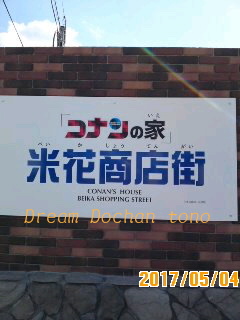 「コナンの家」
米花商店街
CONAN'S HOUSE
BEIKA SHOPPING STREET
Dream Dochan tono
2017/05/04